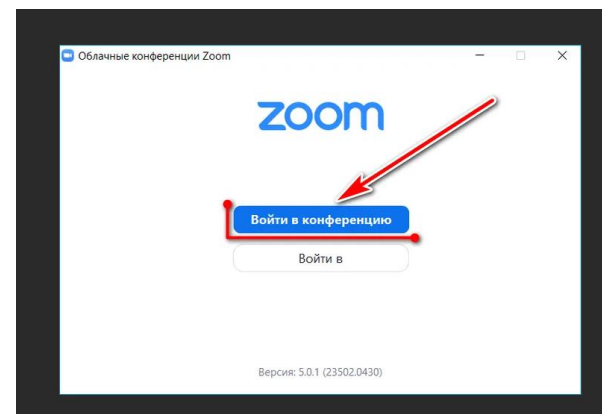 Облачные конференции Zoom
zoom
Войти в конференцию
Войти в
Версия: 5.0.1 (23502.0430)